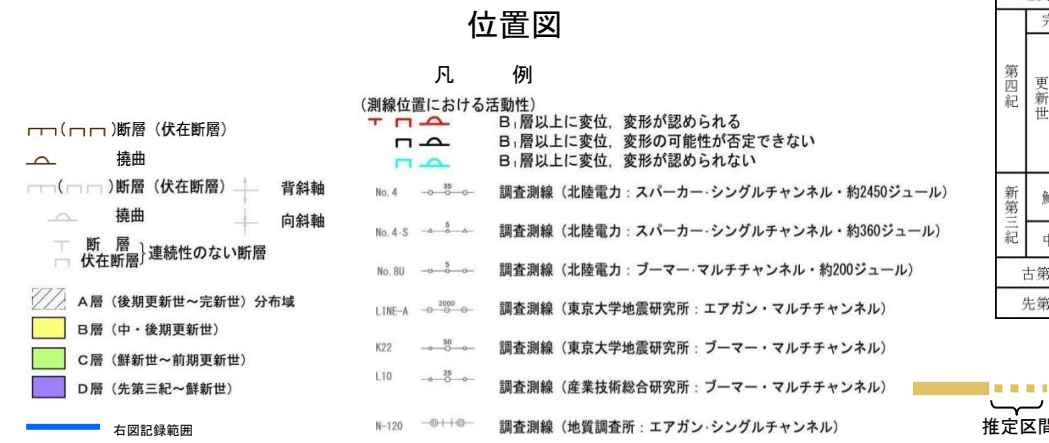 位置図
凡 例
(測線位置における活動性)
B₁層以上に変位, 変形が認められる
B₁層以上に変位, 変形の可能性が否定できない
B₁層以上に変位, 変形が認められない
( )断層(伏在断層)
撓曲
( )断層(伏在断層) 背斜軸
撓曲 向斜軸
断層
伏在断層}連続性のない断層
A層(後期更新世~完新世)分布域
B層(中・後期更新世)
C層(鮮新世~前期更新世)
D層(先第三紀~鮮新世)
右図記録範囲
No. 4 35 調査測線(北陸電力:スパーカー・シングルチャンネル・約2450ジュール)
No. 4-S 5 調査測線(北陸電力:スパーカー・シングルチャンネル・約360ジュール)
No. 8U 5 調査測線(北陸電力:ブーマー・マルチチャンネル・約200ジュール)
LINE-A 2000 調査測線(東京大学地震研究所:エアガン・マルチチャンネル)
K22 50 調査測線(東京大学地震研究所:ブーマー・マルチチャンネル)
L10 25 調査測線(産業技術総合研究所:ブーマー・マルチチャンネル)
N-120 調査測線(地質調査所:エアガン・シングルチャンネル)
第四紀
更新世
新第三紀
中
古第
先第
推定区間